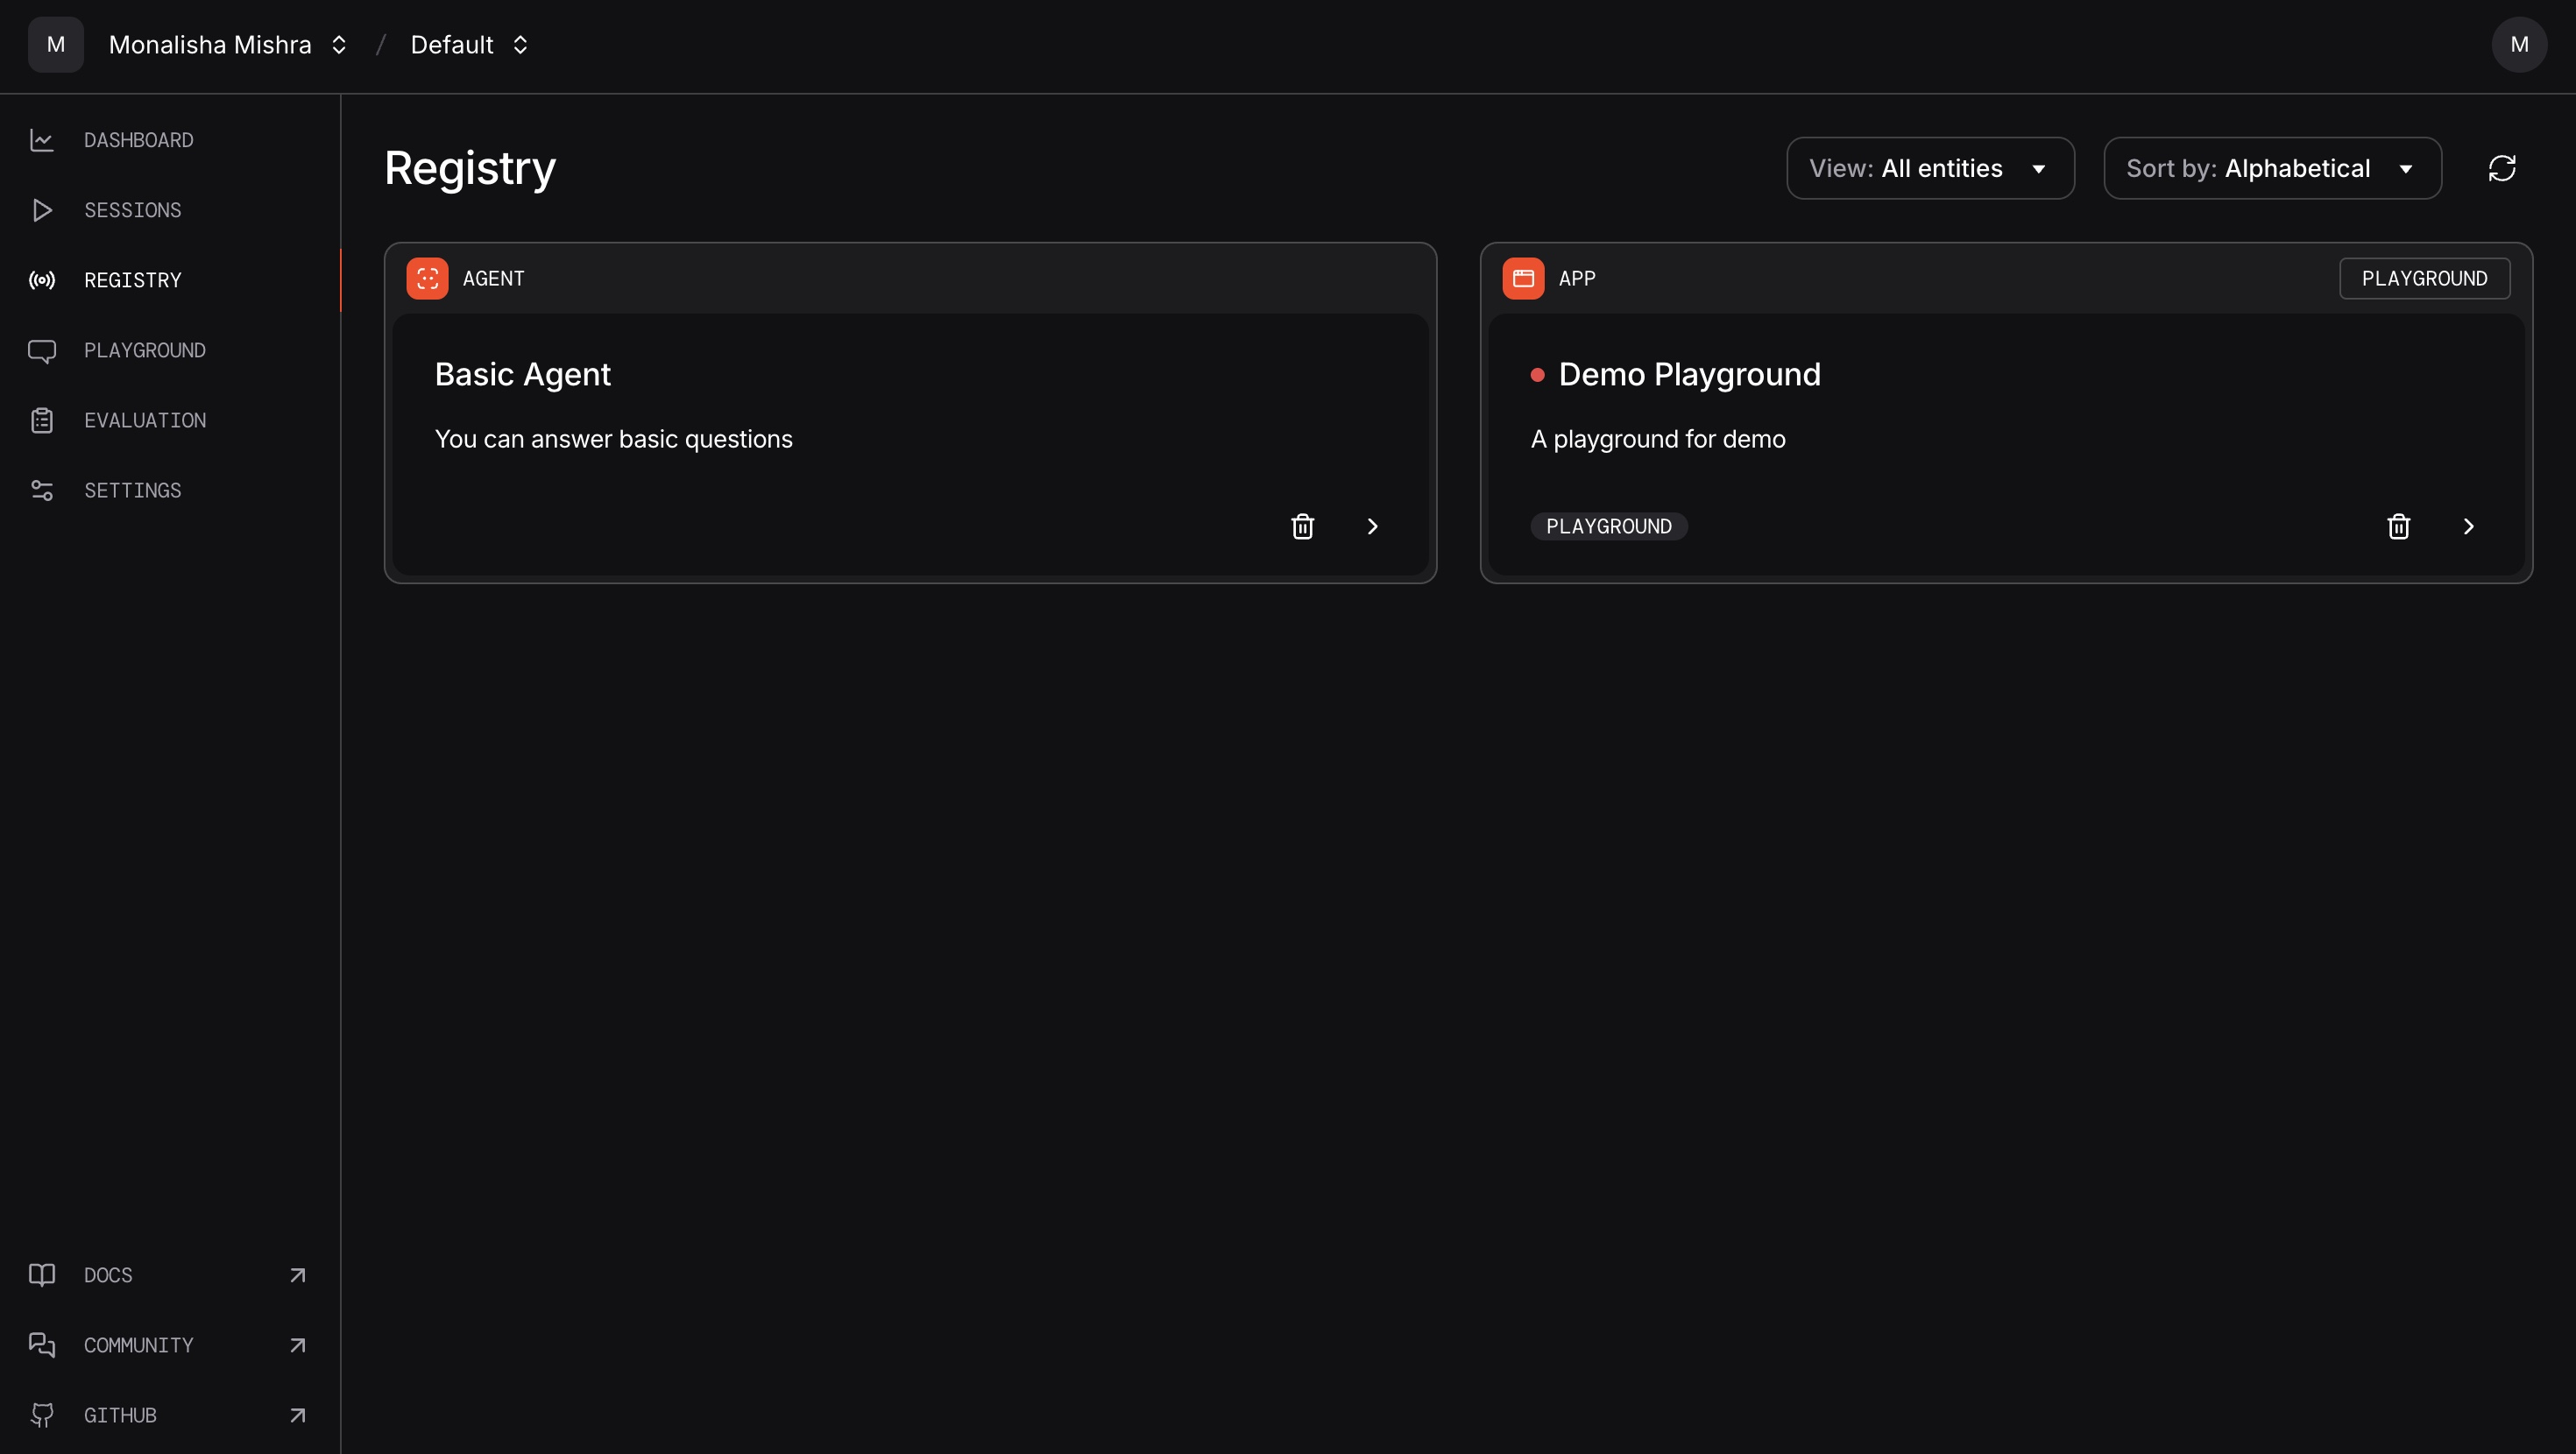 M Monalisha Mishra / Default M
DASHBOARD
SESSIONS
REGISTRY
PLAYGROUND
EVALUATION
SETTINGS
DOCS
COMMUNITY
GITHUB
Registry
View: All entities
Sort by: Alphabetical
AGENT
Basic Agent
You can answer basic questions
APP
PLAYGROUND
Demo Playground
A playground for demo
PLAYGROUND